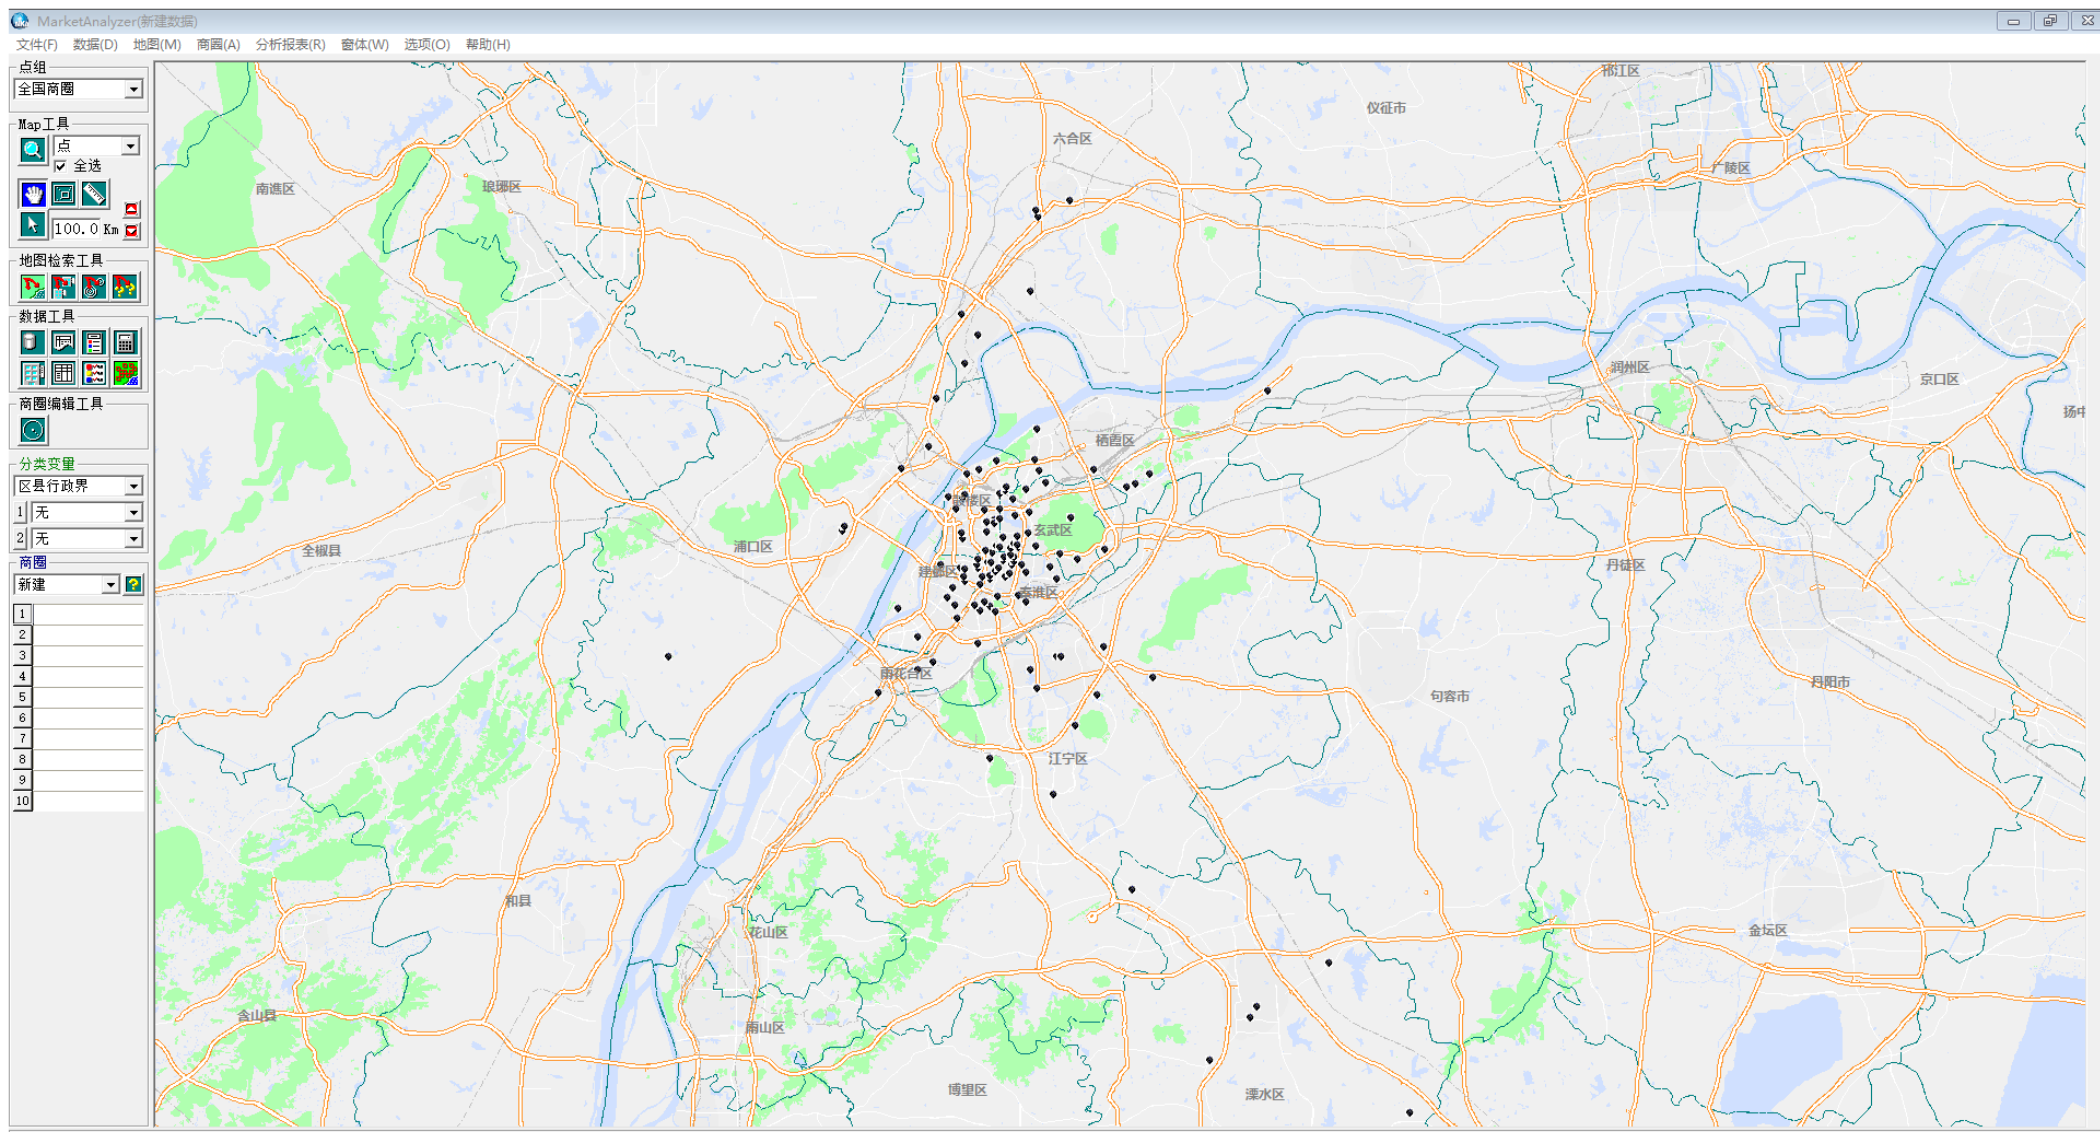 MarketAnalyzer(新建数据)
文件(F) 数据(D) 地图(M) 商圈(A) 分析报表(R) 窗体(W) 选项(O) 帮助(H)
点组
全国商圈
Map工具
点
全选
100.0 Km
地图检索工具
数据工具
商圈编辑工具
分类变量
区县行政界
1 无
2 无
商圈
新建
1
2
3
4
5
6
7
8
9
10
邗江区
仪征市
六合区
广陵区
南谯区
琅琊区
润州区
京口区
扬中
栖霞区
鼓楼区
玄武区
浦口区
全椒县
建邺区
丹徒区
秦淮区
雨花台区
丹阳市
句容市
江宁区
和县
花山区
金坛区
含山县
雨山区
博望区
溧水区